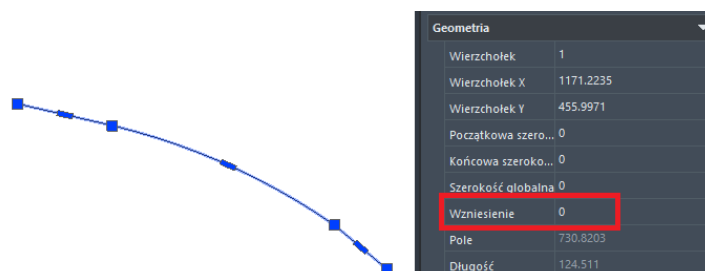 Geometria
Wierzchołek 1
Wierzchołek X 1171.2235
Wierzchołek Y 455.9971
Początkowa szero... 0
Końcowa szeroko... 0
Szerokość globalna 0
Wzniesienie 0
Pole 730.8203
Długość 124.511